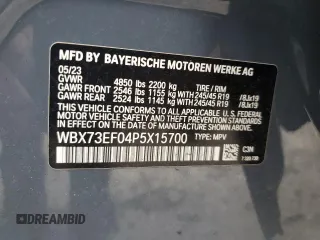 MFD BY BAYERISCHE MOTOREN WERKE AG
05/23
GVWR 4850 lbs 2200 kg TIRE / RIM
GAWR FRONT 2546 lbs 1155 kg WITH 245/45 R19 / 8Jx19
GAWR REAR 2524 lbs 1145 kg WITH 245/45 R19 / 8Jx19
THIS VEHICLE CONFORMS TO ALL APPLICABLE U.S. FEDERAL
MOTOR VEHICLE SAFETY, BUMPER, AND THEFT PREVENTION
STANDARDS IN EFFECT ON THE DATE OF MANUFACTURE
SHOWN ABOVE.
WBX73EF04P5X15700 TYPE: MPV
C3N
DREAMBID